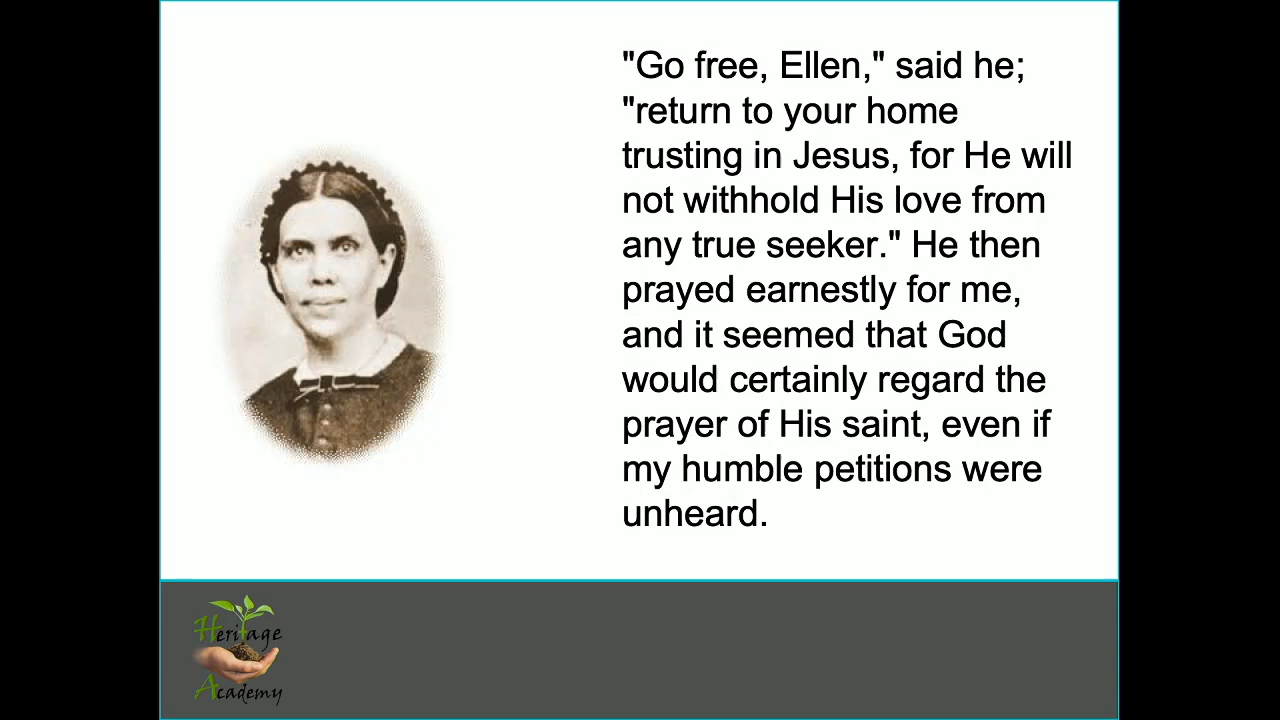 "Go free, Ellen," said he;
"return to your home
trusting in Jesus, for He will
not withhold His love from
any true seeker." He then
prayed earnestly for me,
and it seemed that God
would certainly regard the
prayer of His saint, even if
my humble petitions were
unheard.
Heritage
Academy